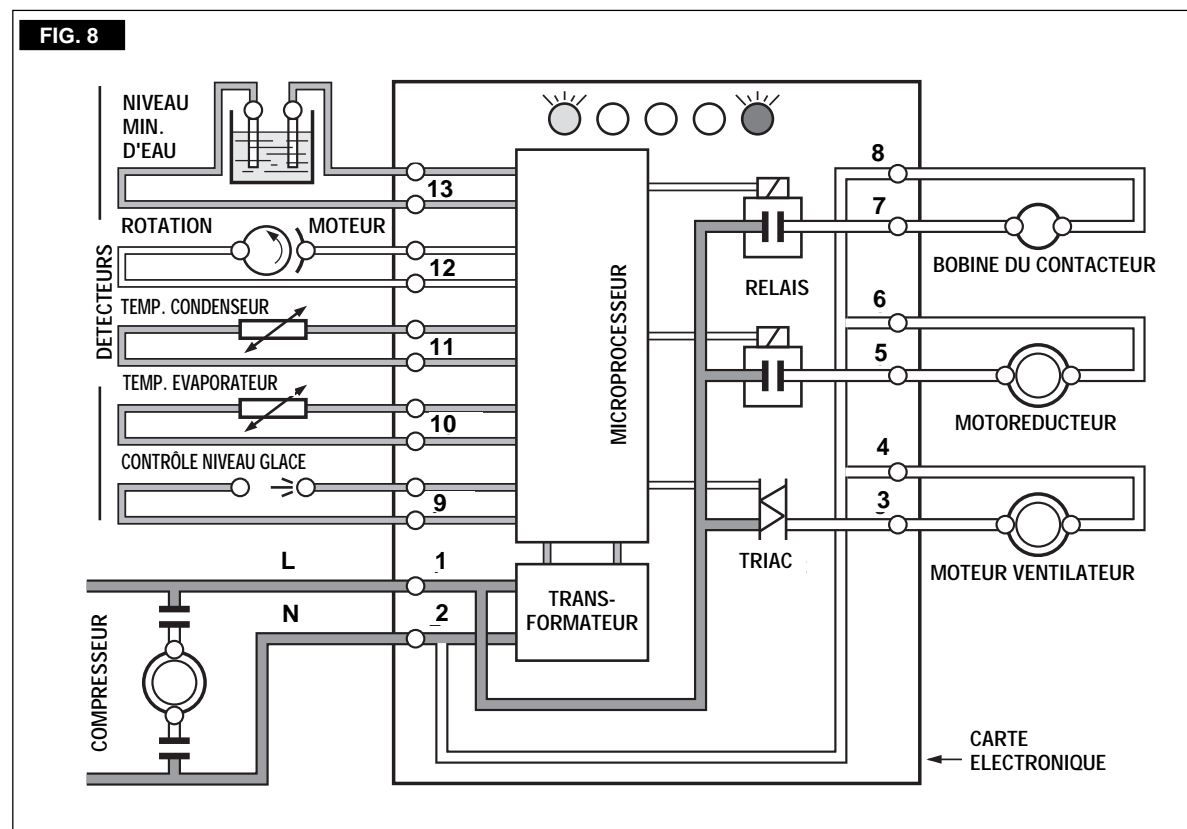 FIG. 8
NIVEAU
MIN.
D'EAU
13
ROTATION MOTEUR
12
DETECTEURS
TEMP. CONDENSEUR
11
TEMP. EVAPORATEUR
10
CONTRÔLE NIVEAU GLACE
9
L
1
N
2
COMPRESSEUR
MICROPROCESSEUR
TRANS-
FORMATEUR
RELAIS
TRIAC
8
7
BOBINE DU CONTACTEUR
6
5
MOTOREDUCTEUR
4
3
MOTEUR VENTILATEUR
CARTE
ELECTRONIQUE